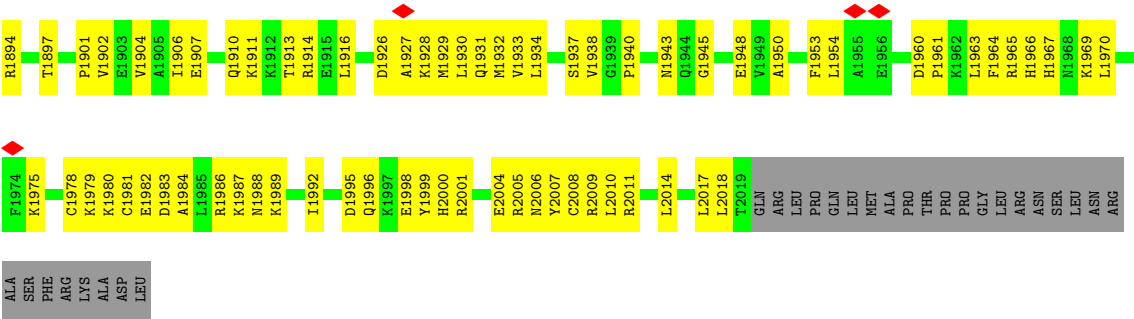 R1894 T1897 P1901 V1902 E1903 V1904 A1905 I1906 E1907 Q1910 K1911 K1912 T1913 R1914 E1915 L1916 D1926 A1927 K1928 M1929 L1930 Q1931 M1932 V1933 L1934 S1937 V1938 G1939 P1940 N1943 Q1944 G1945 E1948 V1949 A1950 F1953 L1954 A1955 E1956 D1960 P1961 K1962 L1963 F1964 R1965 H1966 H1967 N1968 K1969 L1970
F1974 K1975 C1978 K1979 K1980 C1981 E1982 D1983 A1984 L1985 R1986 K1987 N1988 K1989 I1992 D1995 Q1996 K1997 E1998 Y1999 H2000 R2001 E2004 R2005 N2006 Y2007 C2008 R2009 L2010 R2011 L2014 L2017 L2018 T2019 GLN ARG LEU PRO GLN LEU MET ALA PRO THR PRO PRO GLY LEU ARG ASN SER LEU ASN ARG
ALA SER PHE ARG LYS ALA ASP LEU